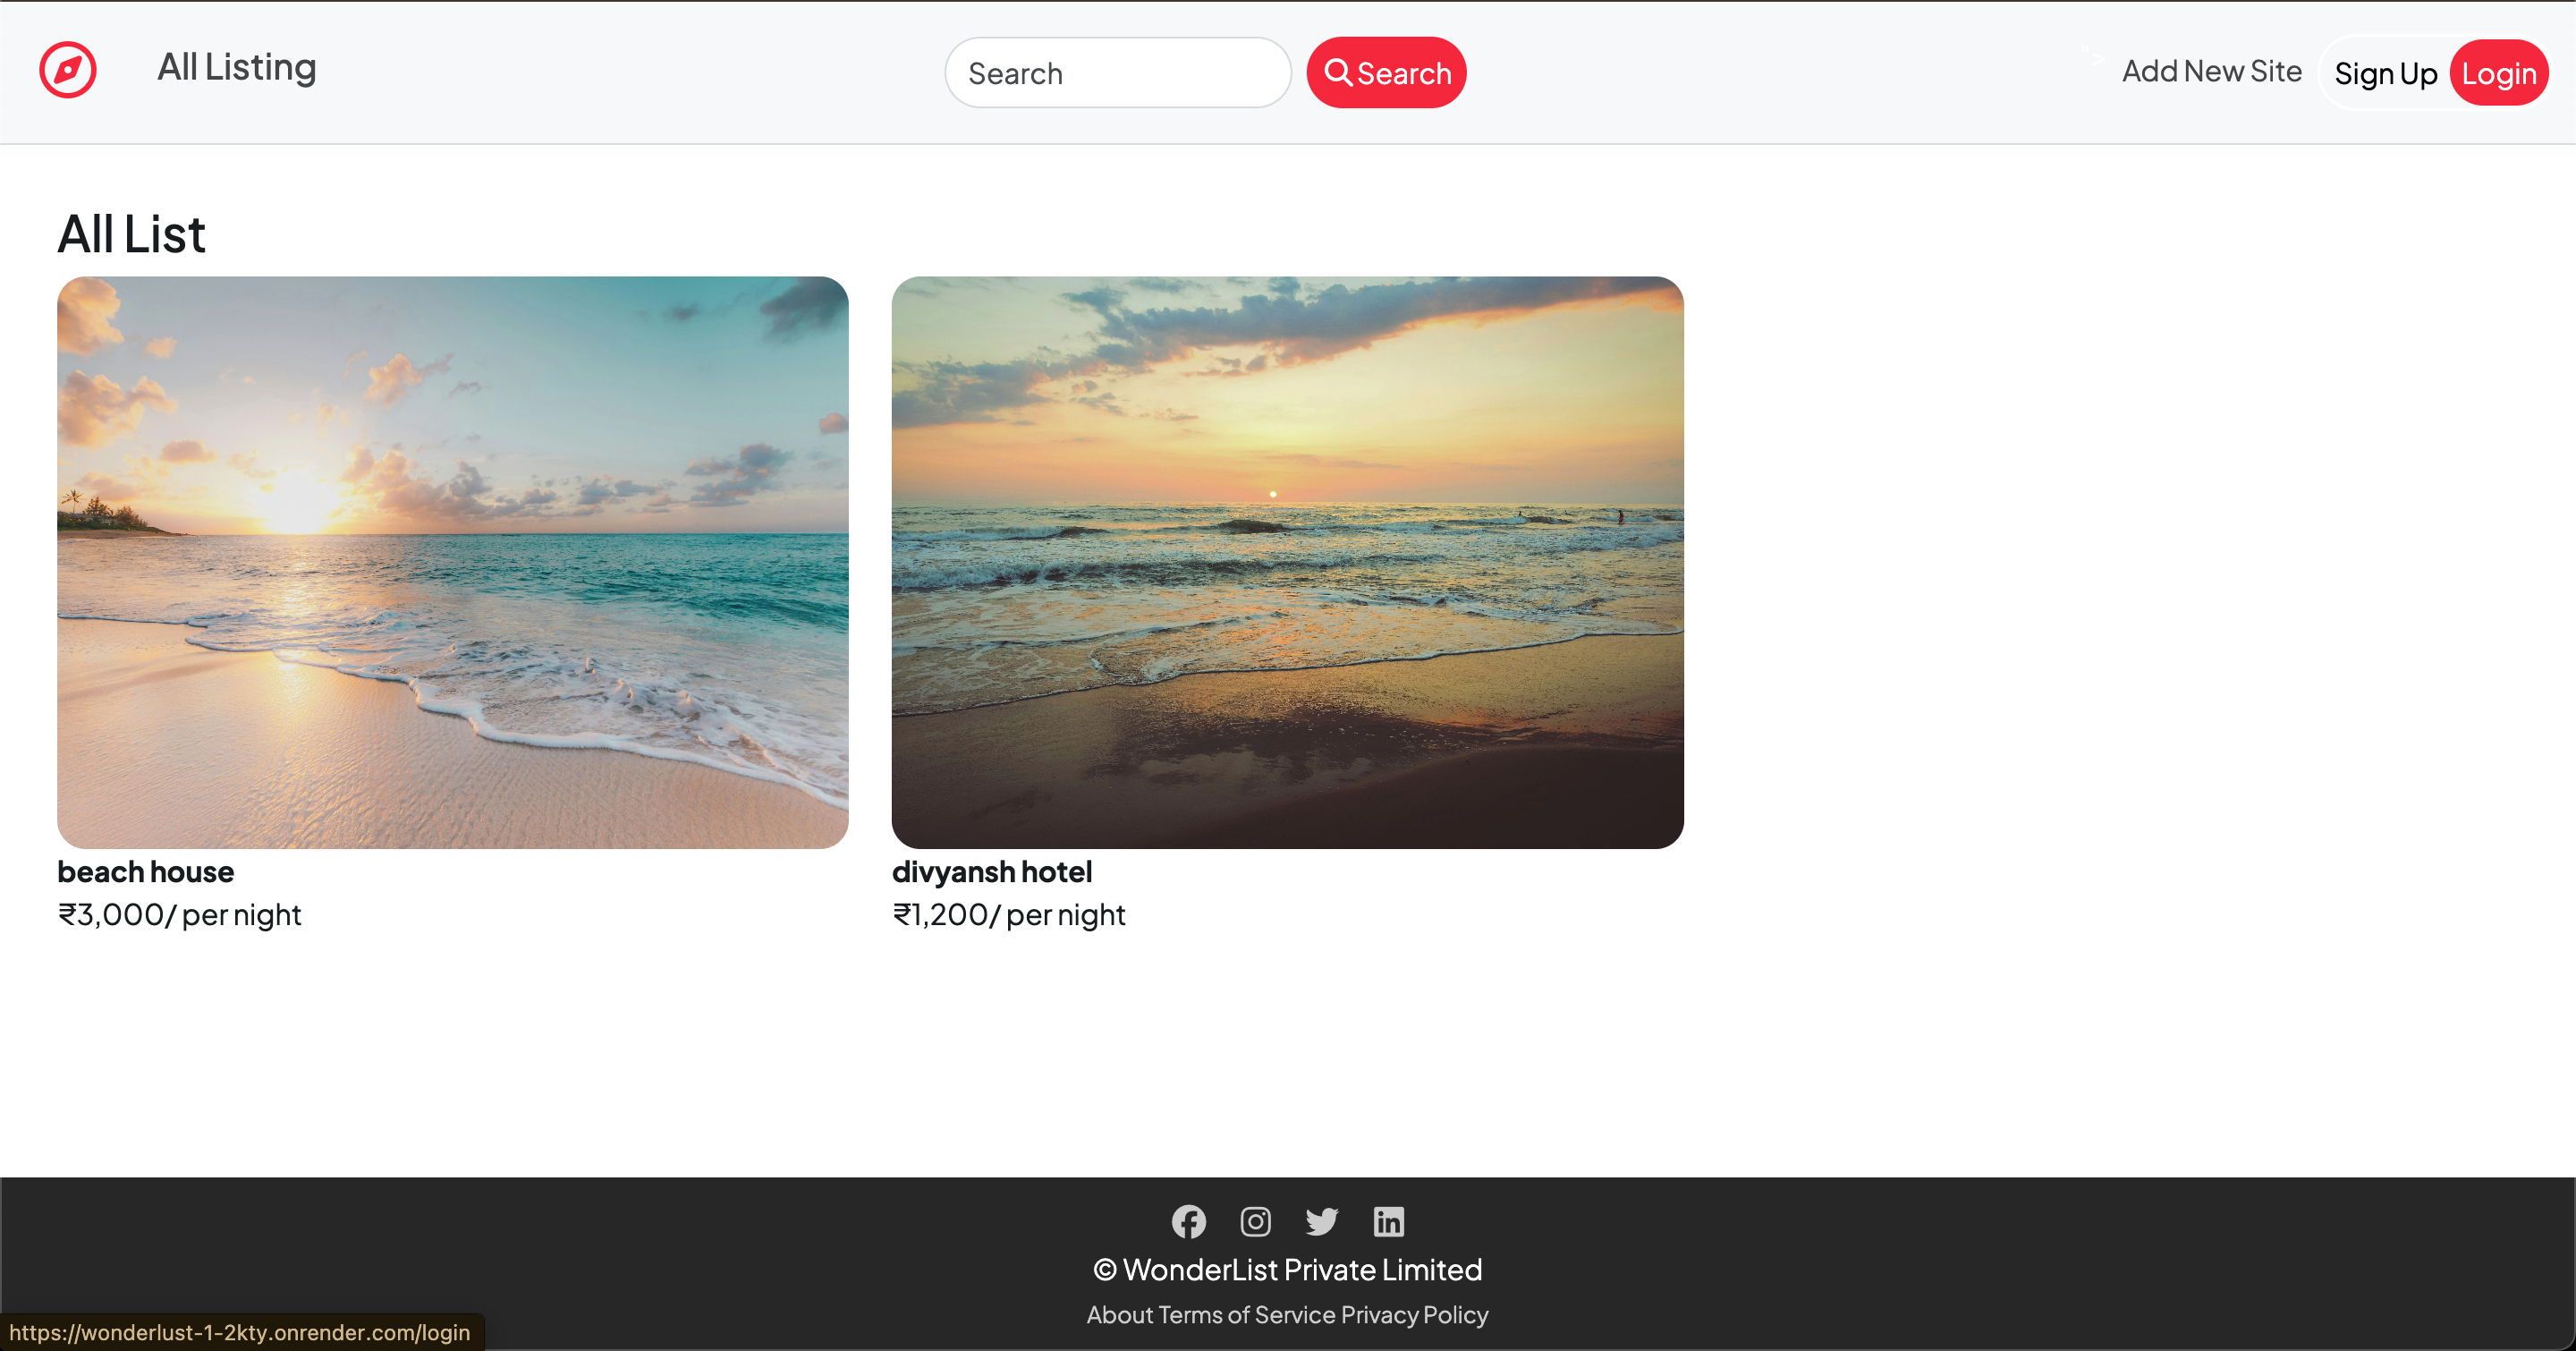 All Listing
Search
Search
">
Add New Site
Sign Up
Login
All List
beach house
₹3,000/ per night
divyansh hotel
₹1,200/ per night
© WonderList Private Limited
About Terms of Service Privacy Policy
https://wonderlust-1-2kty.onrender.com/login